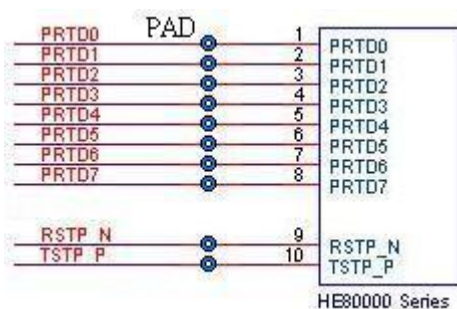 PAD
PRTD0 1 PRTD0
PRTD1 2 PRTD1
PRTD2 3 PRTD2
PRTD3 4 PRTD3
PRTD4 5 PRTD4
PRTD5 6 PRTD5
PRTD6 7 PRTD6
PRTD7 8 PRTD7
RSTP_N 9 RSTP_N
TSTP_P 10 TSTP_P
HE80000 Series